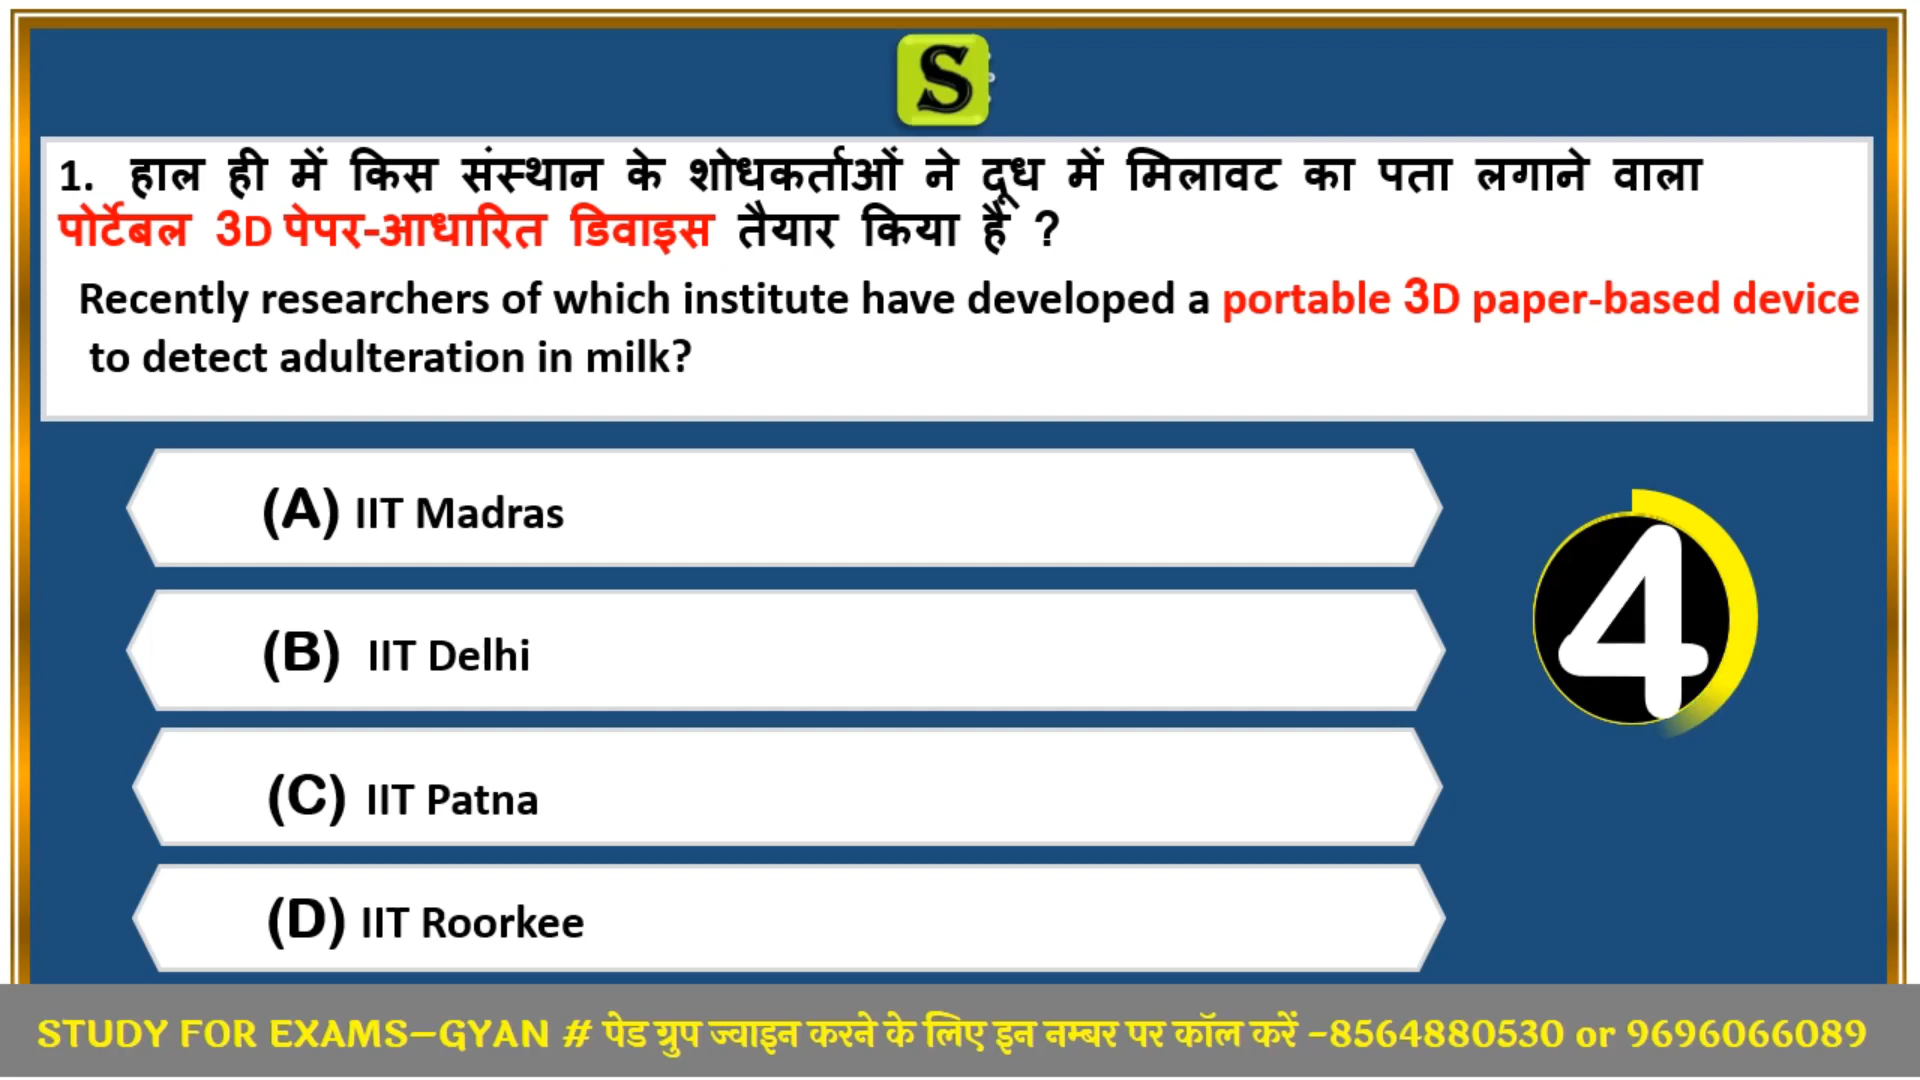 S
1. हाल ही में किस संस्थान के शोधकर्ताओं ने दूध में मिलावट का पता लगाने वाला
पोर्टेबल 3D पेपर-आधारित डिवाइस तैयार किया है ?
Recently researchers of which institute have developed a portable 3D paper-based device
to detect adulteration in milk?
(A) IIT Madras
(B) IIT Delhi
4
(C) IIT Patna
(D) IIT Roorkee
STUDY FOR EXAMS–GYAN # पेड ग्रुप ज्वाइन करने के लिए इन नम्बर पर कॉल करें -8564880530 or 9696066089